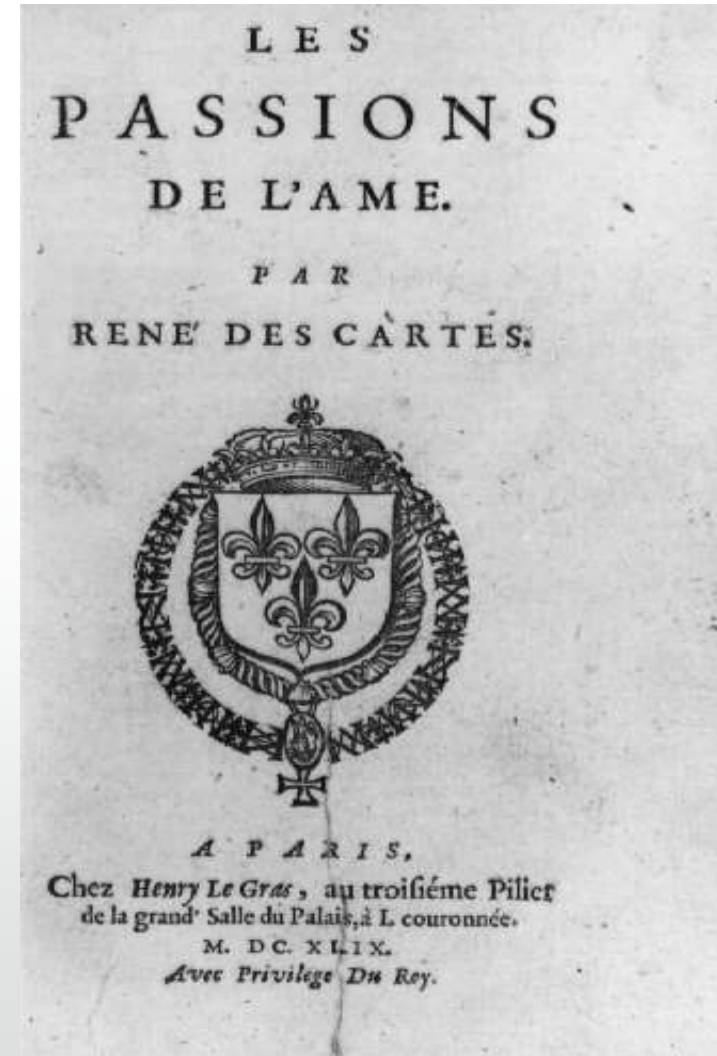 LES
PASSIONS
DE L'AME.
PAR
RENE' DES CARTES.
A PARIS,
Chez Henry Le Gras, au troisiéme Pilier
de la grand' Salle du Palais, à L couronnée.
M. DC. XLIX.
Avec Privilege Du Roy.